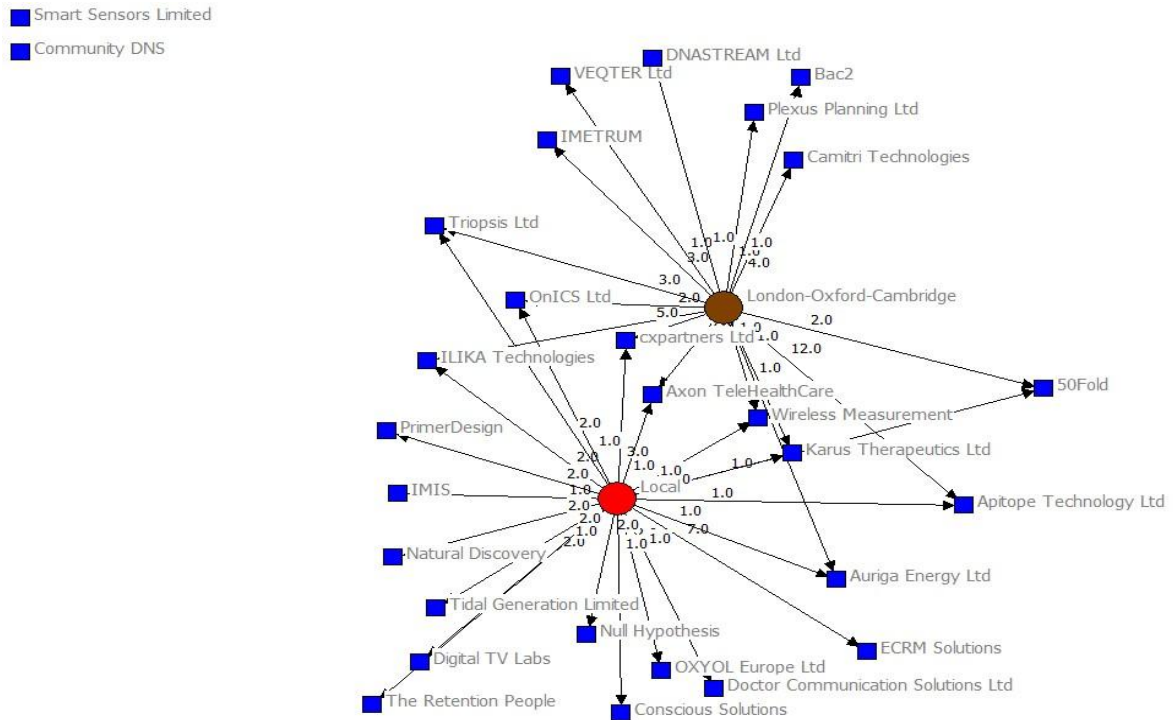 Smart Sensors Limited
Community DNS
DNASTREAM Ltd
VEQTER Ltd
Bac2
Plexus Planning Ltd
IMETRUM
Camitri Technologies
Triopsis Ltd
1.0
1.0
1.0
3.0
4.0
3.0
London-Oxford-Cambridge
OnICS Ltd
2.0
5.0
2.0
1.0
cxpartners Ltd
12.0
ILIKA Technologies
1.0
50Fold
Axon TeleHealthCare
Wireless Measurement
2.0
PrimerDesign
1.0
3.0
Karus Therapeutics Ltd
2.0
1.0
1.0
1.0
2.0
Local
1.0
IMIS
1.0
Apitope Technology Ltd
2.0
1.0
2.0
2.0
7.0
1.0
2.0
1.0
1.0
Natural Discovery
Auriga Energy Ltd
Tidal Generation Limited
Null Hypothesis
ECRM Solutions
Digital TV Labs
OXYOL Europe Ltd
Doctor Communication Solutions Ltd
The Retention People
Conscious Solutions